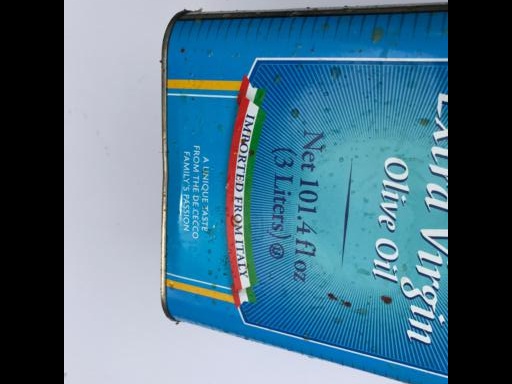 Extra Virgin
Olive Oil
Net 101.4 fl oz
(3 Liters) ⓤ
IMPORTED FROM ITALY
A UNIQUE TASTE
FROM THE DE CECCO
FAMILY'S PASSION